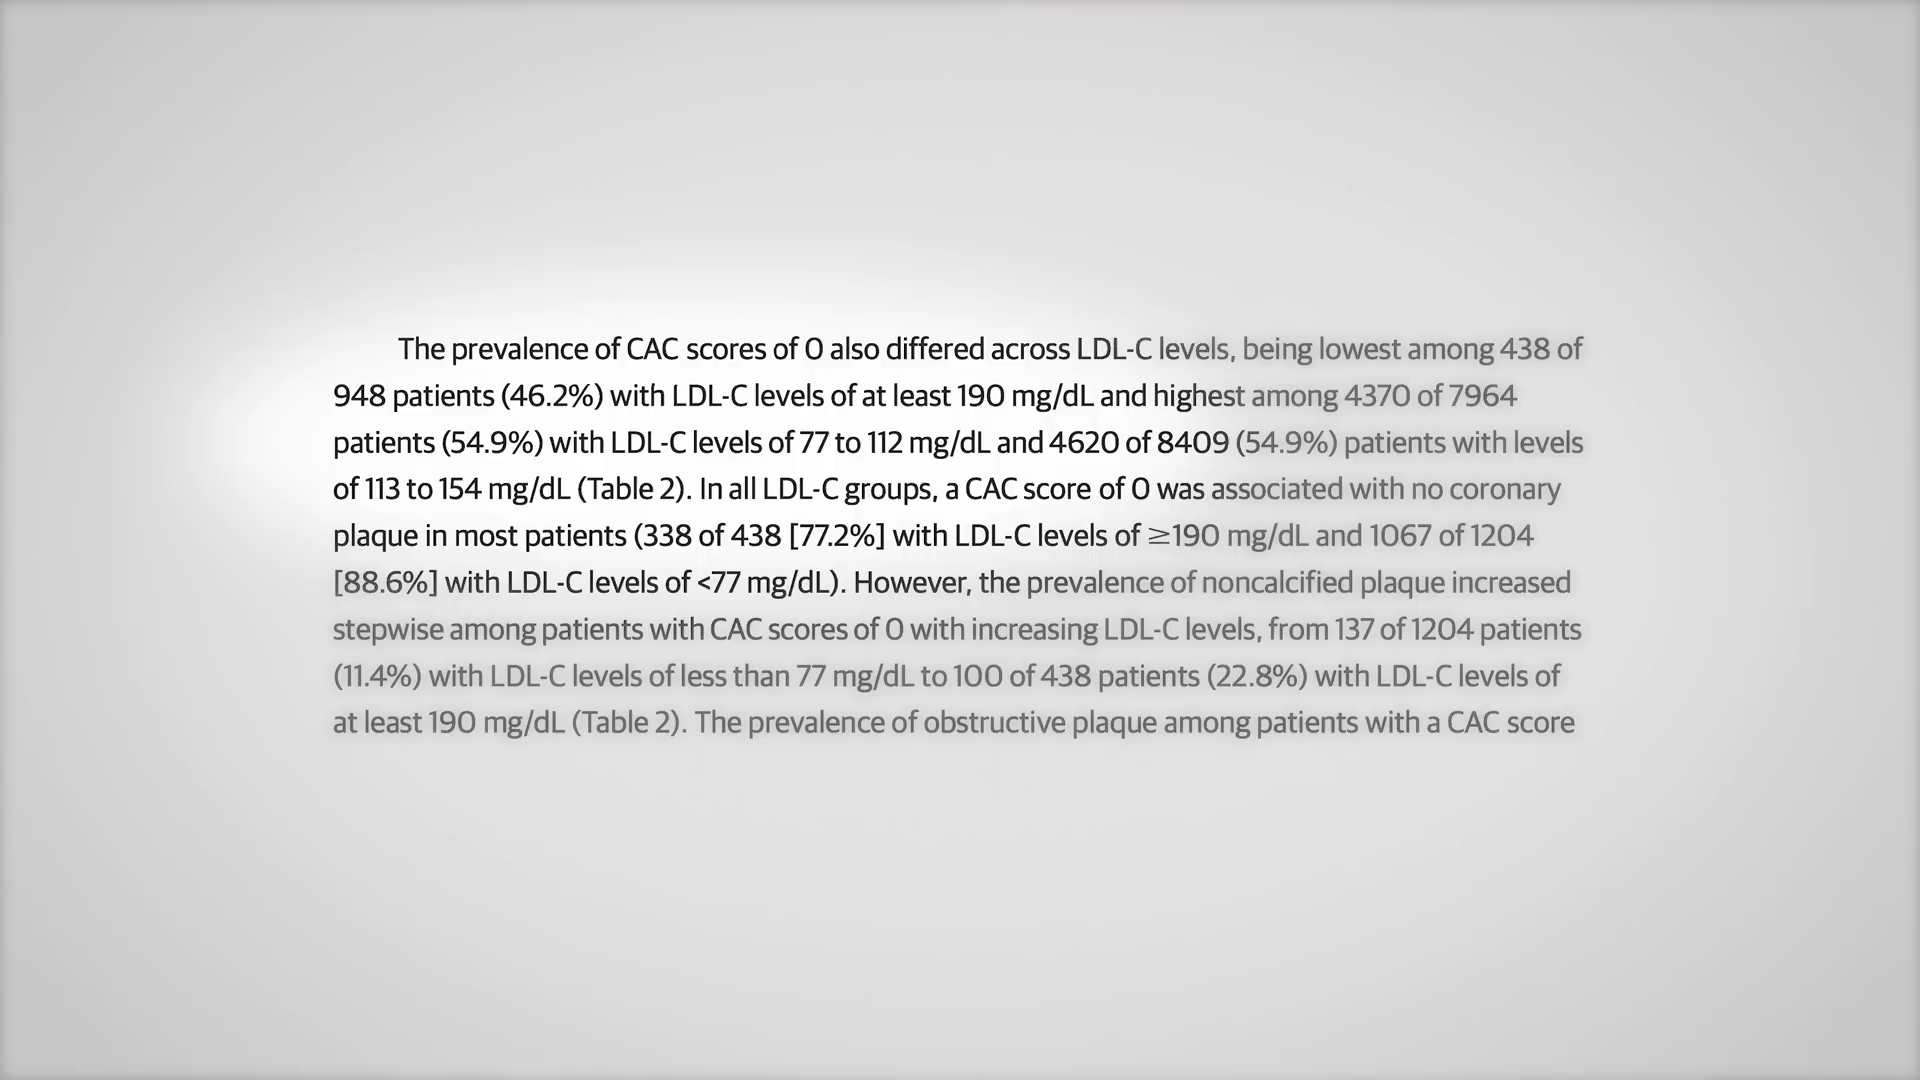 The prevalence of CAC scores of 0 also differed across LDL-C levels, being lowest among 438 of
948 patients (46.2%) with LDL-C levels of at least 190 mg/dL and highest among 4370 of 7964
patients (54.9%) with LDL-C levels of 77 to 112 mg/dL and 4620 of 8409 (54.9%) patients with levels
of 113 to 154 mg/dL (Table 2). In all LDL-C groups, a CAC score of 0 was associated with no coronary
plaque in most patients (338 of 438 [77.2%] with LDL-C levels of ≥190 mg/dL and 1067 of 1204
[88.6%] with LDL-C levels of <77 mg/dL). However, the prevalence of noncalcified plaque increased
stepwise among patients with CAC scores of 0 with increasing LDL-C levels, from 137 of 1204 patients
(11.4%) with LDL-C levels of less than 77 mg/dL to 100 of 438 patients (22.8%) with LDL-C levels of
at least 190 mg/dL (Table 2). The prevalence of obstructive plaque among patients with a CAC score